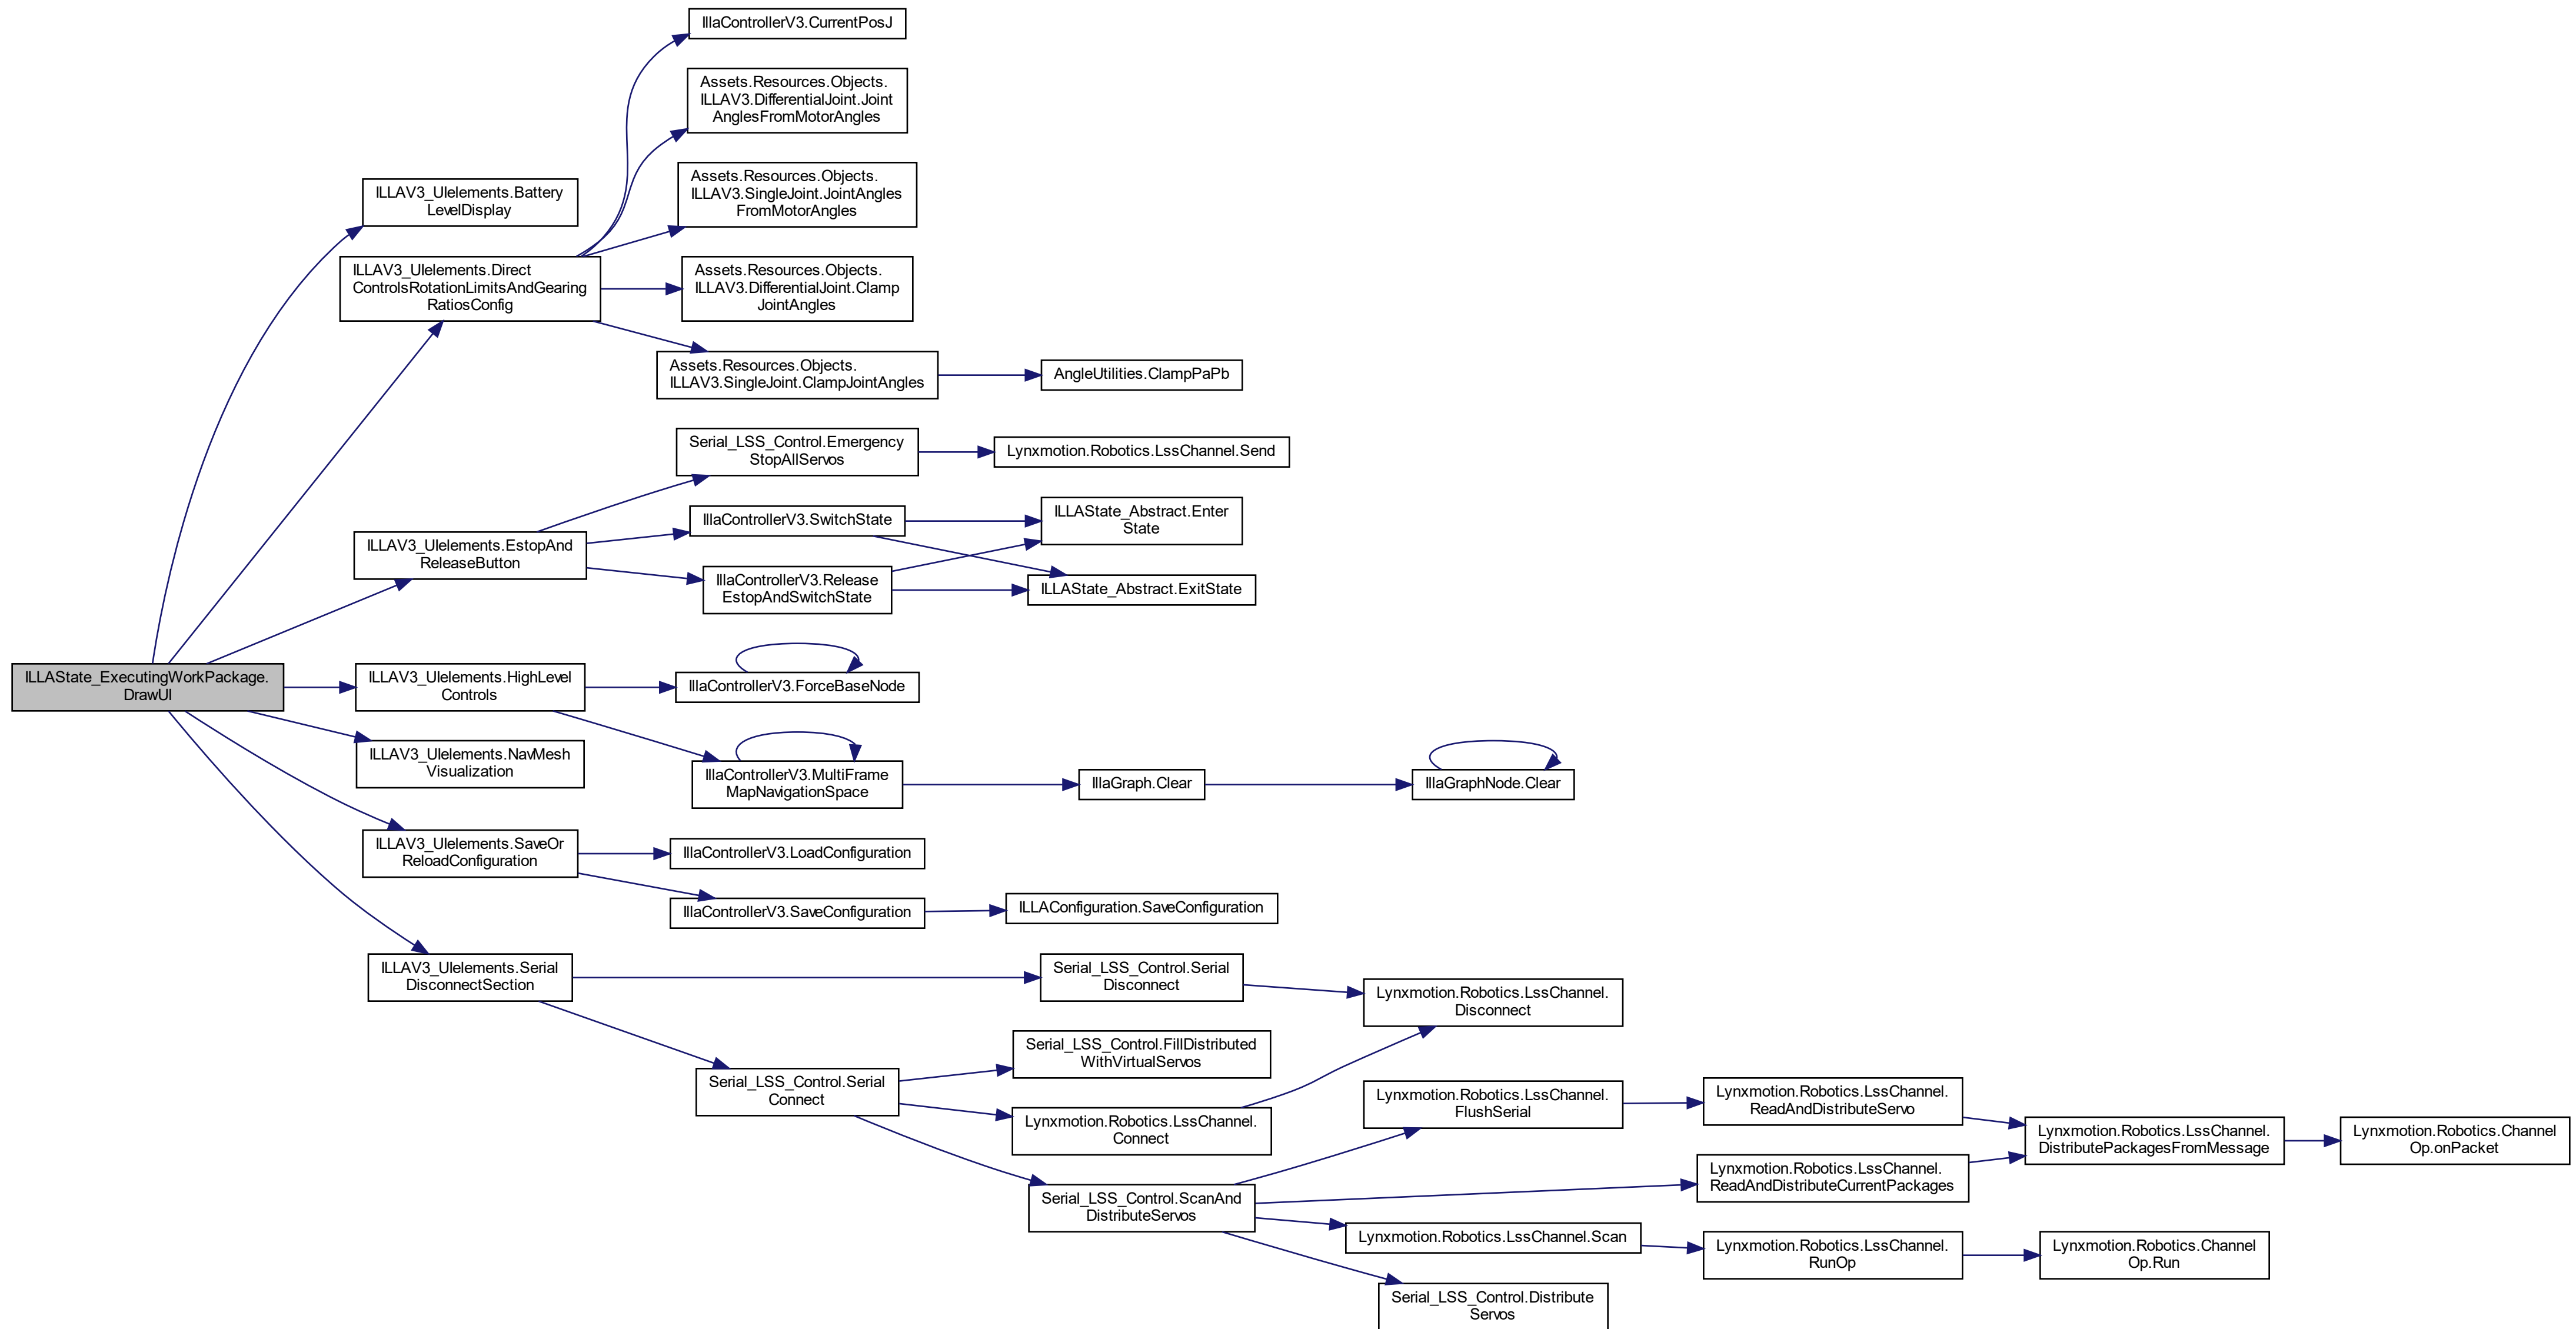 IllaControllerV3.CurrentPosJ
Assets.Resources.Objects.
ILLAV3.DifferentialJoint.Joint
AnglesFromMotorAngles
Assets.Resources.Objects.
ILLAV3.SingleJoint.JointAngles
FromMotorAngles
ILLAV3_UIelements.Battery
LevelDisplay
ILLAV3_UIelements.Direct
ControlsRotationLimitsAndGearing
RatiosConfig
Assets.Resources.Objects.
ILLAV3.DifferentialJoint.Clamp
JointAngles
Assets.Resources.Objects.
ILLAV3.SingleJoint.ClampJointAngles
AngleUtilities.ClampPaPb
Serial_LSS_Control.Emergency
StopAllServos
Lynxmotion.Robotics.LssChannel.Send
IllaControllerV3.SwitchState
ILLAState_Abstract.Enter
State
ILLAV3_UIelements.EstopAnd
ReleaseButton
IllaControllerV3.Release
EstopAndSwitchState
ILLAState_Abstract.ExitState
ILLAState_ExecutingWorkPackage.
DrawUI
ILLAV3_UIelements.HighLevel
Controls
IllaControllerV3.ForceBaseNode
ILLAV3_UIelements.NavMesh
Visualization
IllaControllerV3.MultiFrame
MapNavigationSpace
IllaGraph.Clear
IllaGraphNode.Clear
ILLAV3_UIelements.SaveOr
ReloadConfiguration
IllaControllerV3.LoadConfiguration
IllaControllerV3.SaveConfiguration
ILLAConfiguration.SaveConfiguration
ILLAV3_UIelements.Serial
DisconnectSection
Serial_LSS_Control.Serial
Disconnect
Lynxmotion.Robotics.LssChannel.
Disconnect
Serial_LSS_Control.FillDistributed
WithVirtualServos
Serial_LSS_Control.Serial
Connect
Lynxmotion.Robotics.LssChannel.
Connect
Lynxmotion.Robotics.LssChannel.
FlushSerial
Lynxmotion.Robotics.LssChannel.
ReadAndDistributeServo
Lynxmotion.Robotics.LssChannel.
DistributePackagesFromMessage
Lynxmotion.Robotics.Channel
Op.onPacket
Lynxmotion.Robotics.LssChannel.
ReadAndDistributeCurrentPackages
Serial_LSS_Control.ScanAnd
DistributeServos
Lynxmotion.Robotics.LssChannel.Scan
Lynxmotion.Robotics.LssChannel.
RunOp
Lynxmotion.Robotics.Channel
Op.Run
Serial_LSS_Control.Distribute
Servos